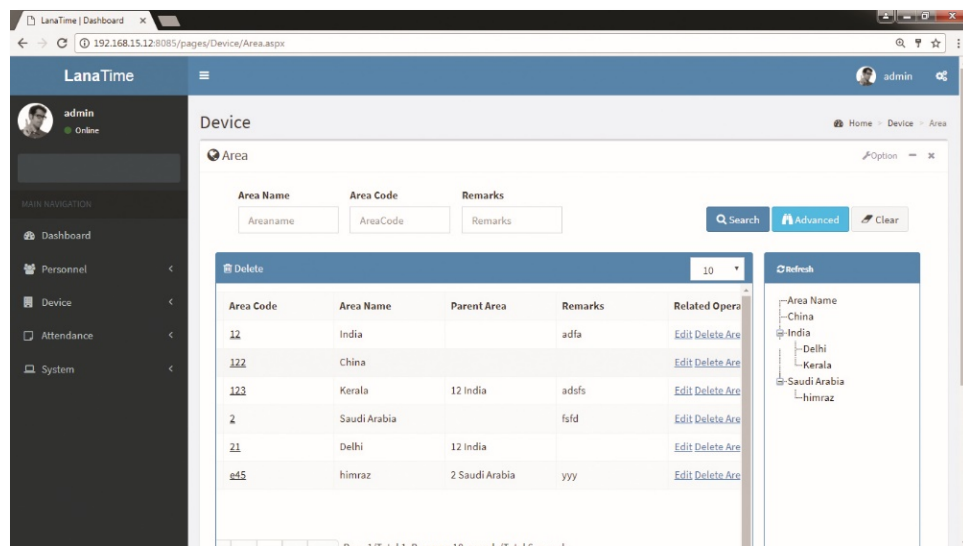 LanaTime | Dashboard
192.168.15.12:8085/pages/Device/Area.aspx
LanaTime
admin
admin
Online
Device
Home > Device > Area
Area
Option
MAIN NAVIGATION
Area Name Area Code Remarks
Areaname AreaCode Remarks
Search Advanced Clear
Dashboard
Personnel
Device
Attendance
System
Delete 10
Refresh
Area Code Area Name Parent Area Remarks Related Opera
12 India adfa Edit Delete Are
122 China Edit Delete Are
123 Kerala 12 India adsfs Edit Delete Are
2 Saudi Arabia fsfd Edit Delete Are
21 Delhi 12 India Edit Delete Are
e45 himraz 2 Saudi Arabia yyy Edit Delete Are
Area Name
China
India
Delhi
Kerala
Saudi Arabia
himraz